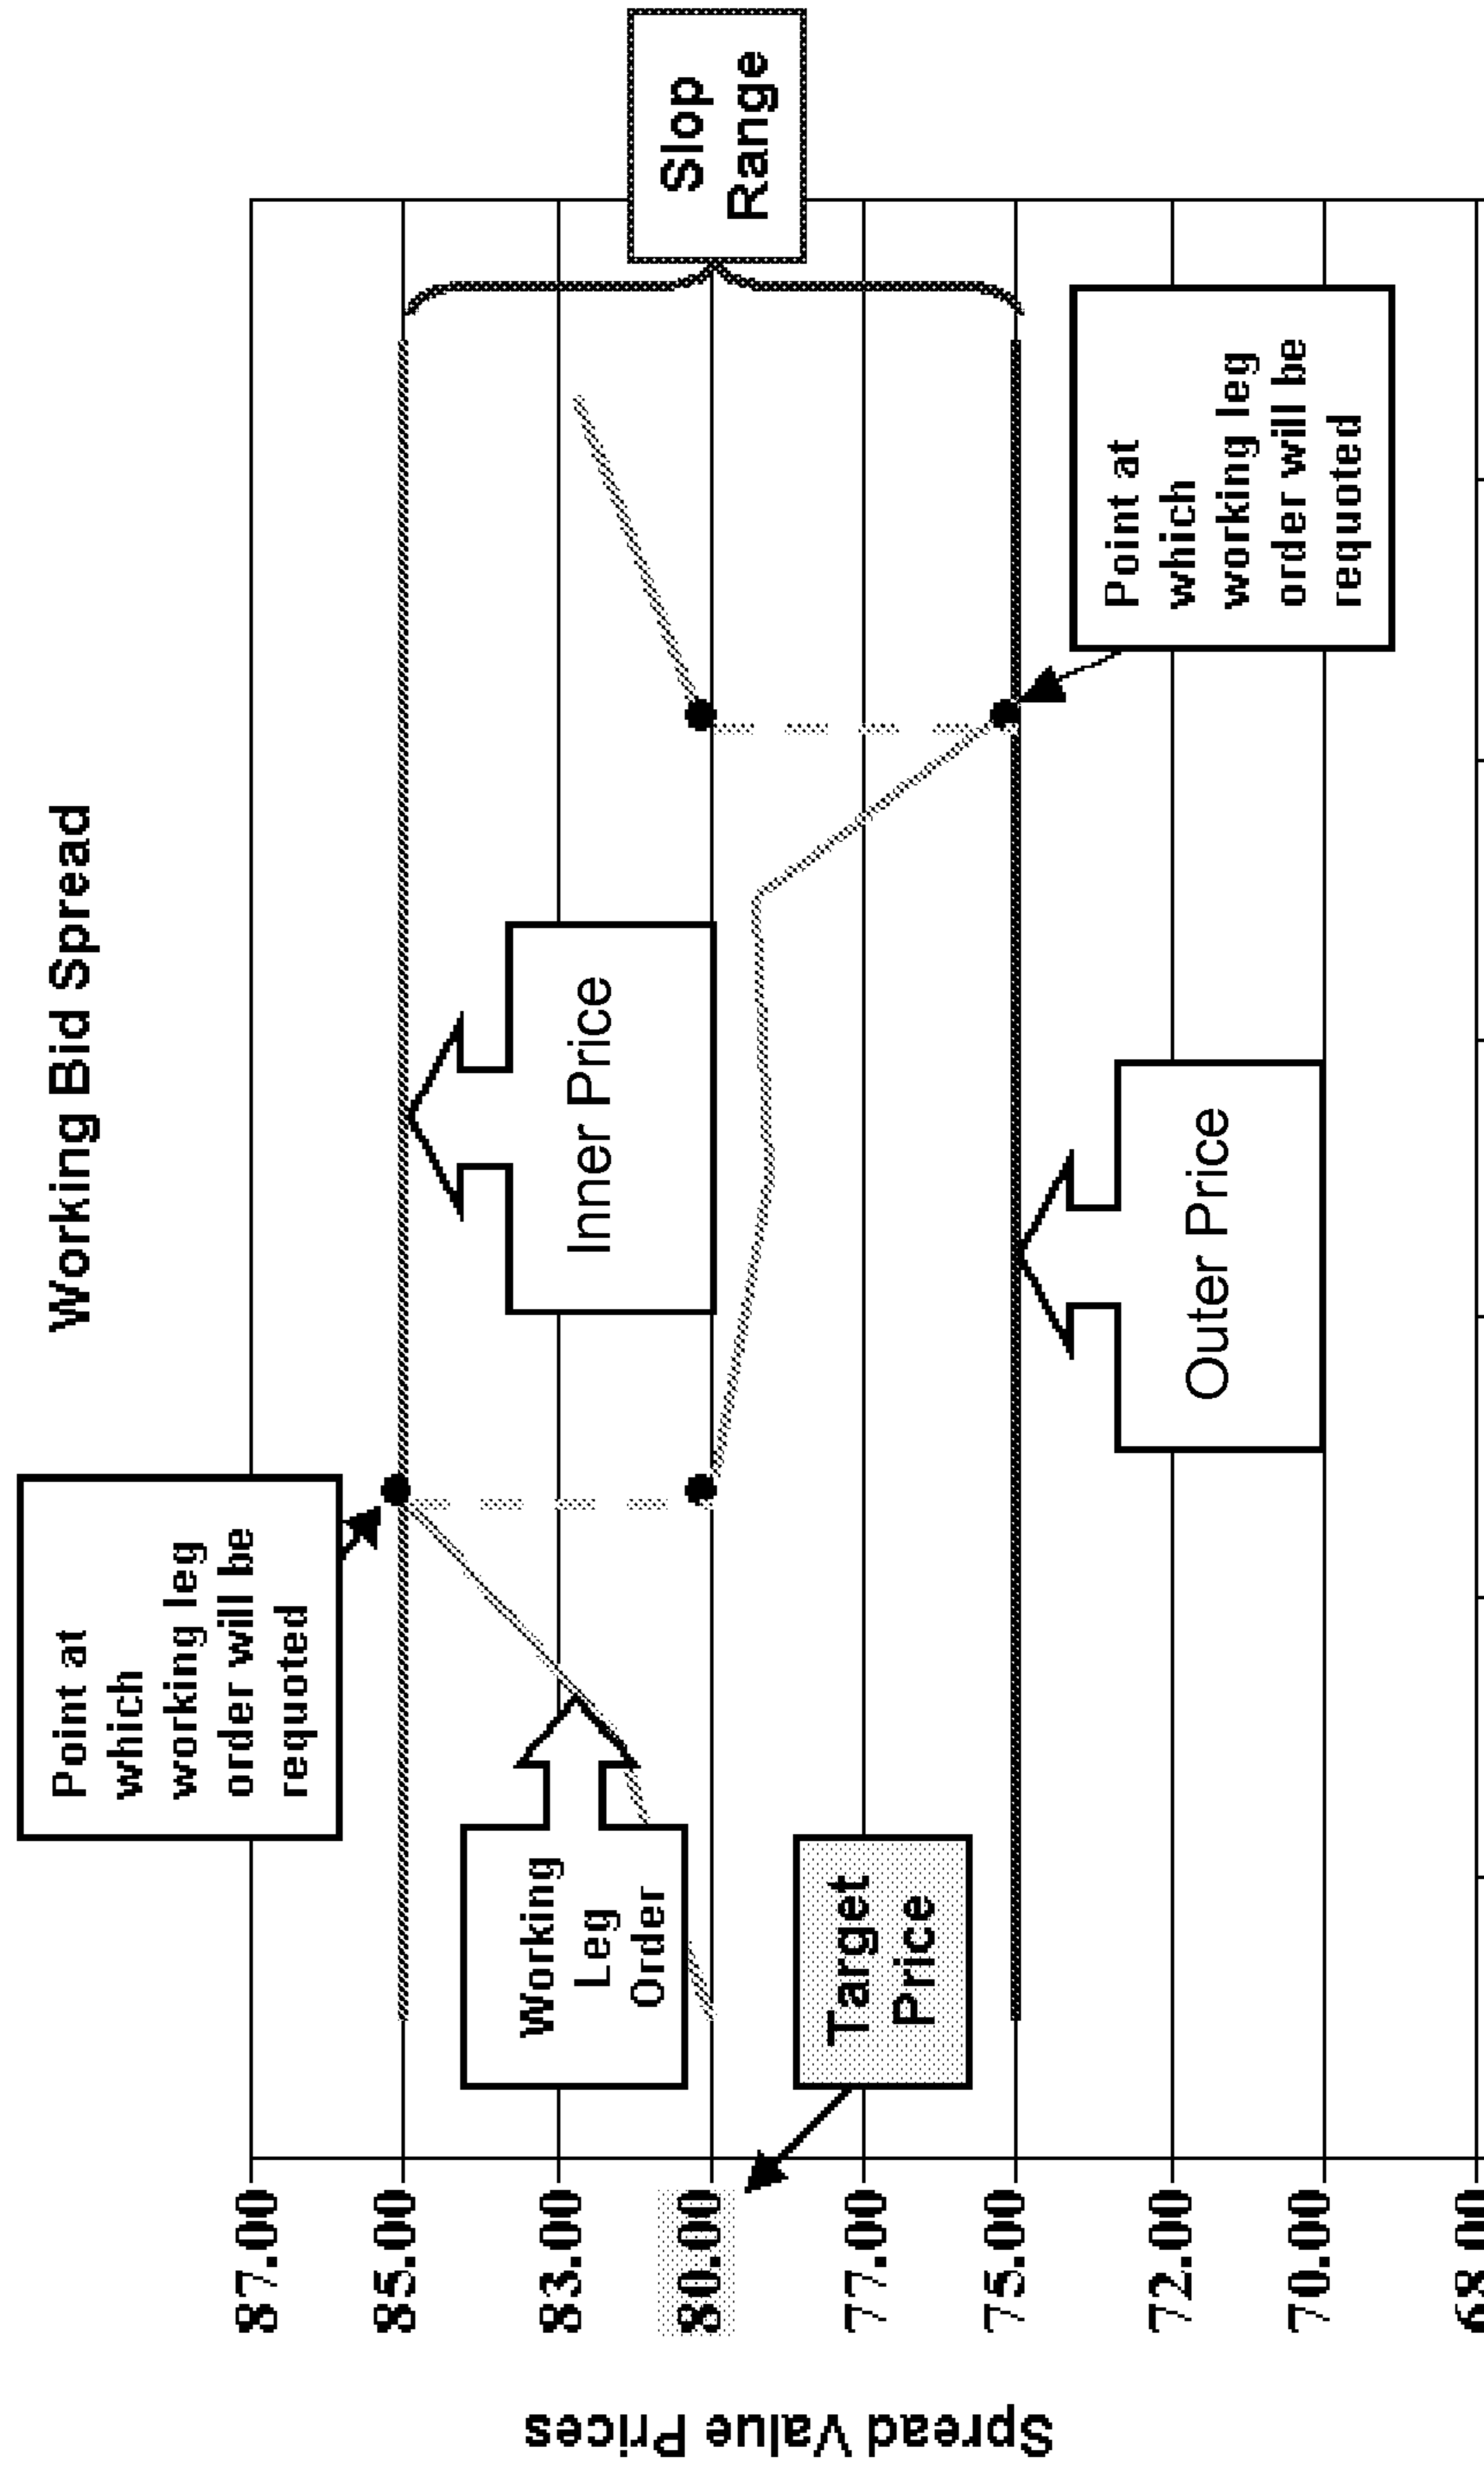 Working Bid Spread
Point at
which
working leg
order will be
requoted
Working
Leg
Order
Target
Price
Inner Price
Outer Price
Point at
which
working leg
order will be
requoted
Slop
Range
87.00
85.00
83.00
80.00
77.00
75.00
72.00
70.00
68.00
Spread Value Prices